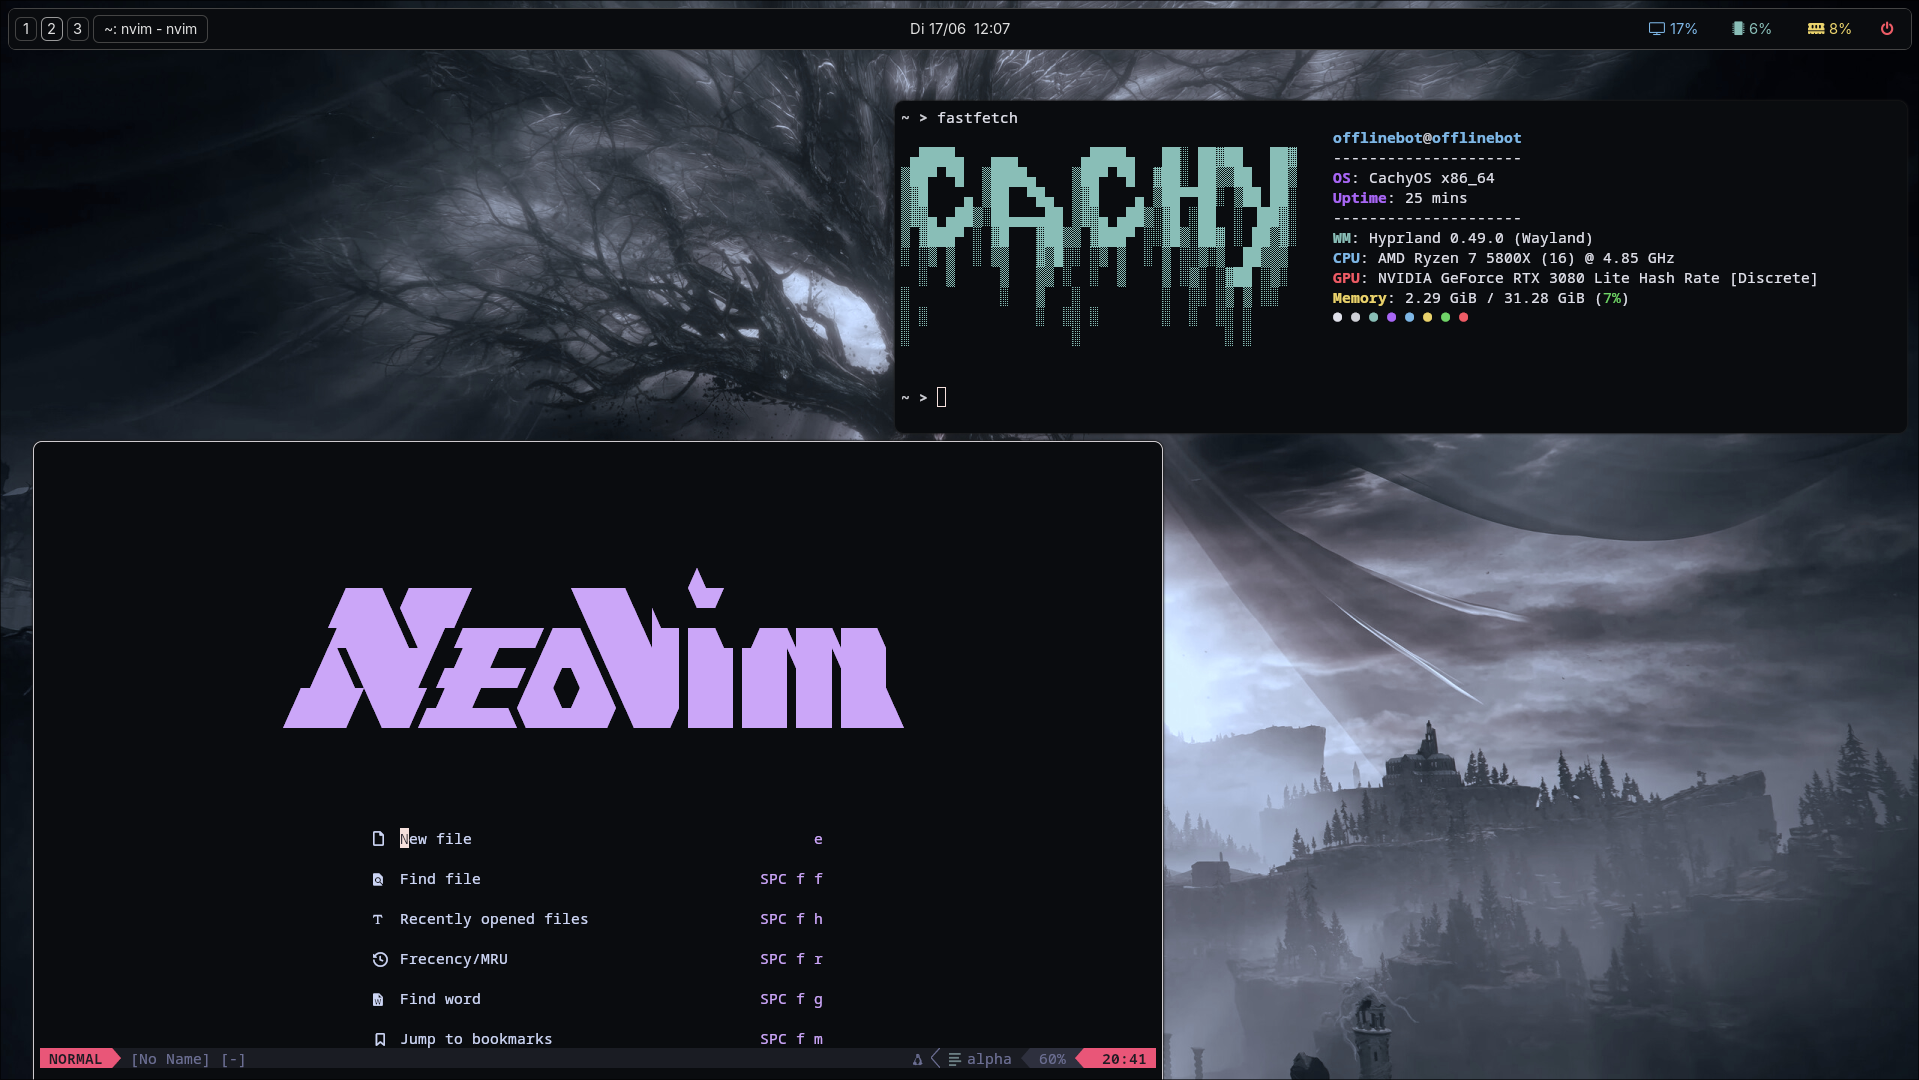 1 2 3 ~: nvim - nvim Di 17/06 12:07 17% 6% 8%
~ > fastfetch
CACHY
offlinebot@offlinebot
---------------------
OS: CachyOS x86_64
Uptime: 25 mins
---------------------
WM: Hyprland 0.49.0 (Wayland)
CPU: AMD Ryzen 7 5800X (16) @ 4.85 GHz
GPU: NVIDIA GeForce RTX 3080 Lite Hash Rate [Discrete]
Memory: 2.29 GiB / 31.28 GiB (7%)
~ >
Neovim
New file e
Find file SPC f f
Recently opened files SPC f h
Frecency/MRU SPC f r
Find word SPC f g
Jump to bookmarks SPC f m
NORMAL [No Name] [-] alpha 60% 20:41